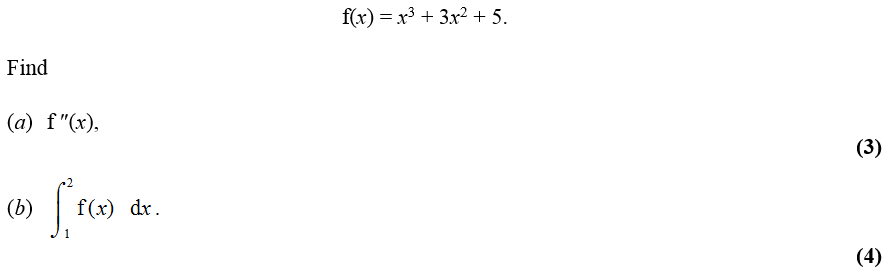 f(x) = x³ + 3x² + 5.
Find
(a) f ″(x),
(3)
(b) ∫₁² f(x) dx.
(4)